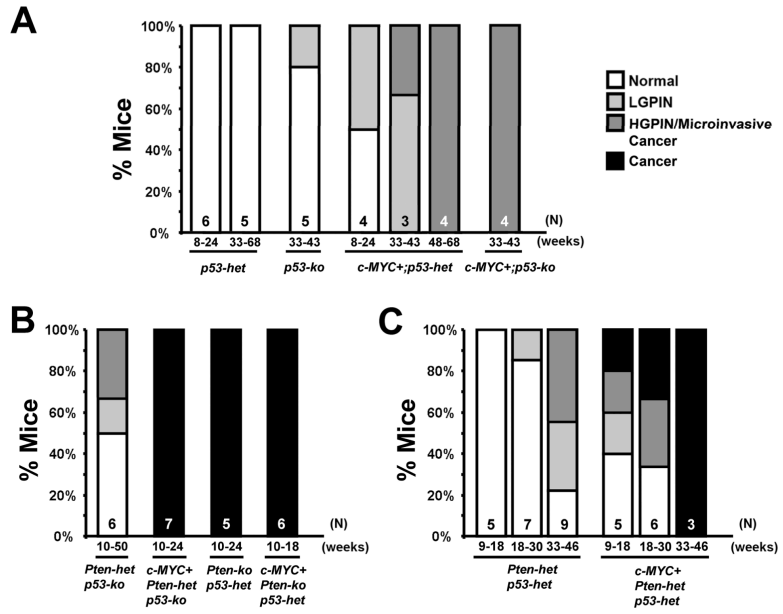 A
% Mice
100%
80%
60%
40%
20%
0%
6 5 5 4 3 4 4 (N)
8-24 33-68 33-43 8-24 33-43 48-68 33-43 (weeks)
p53-het p53-ko c-MYC+;p53-het c-MYC+;p53-ko
Normal
LGPIN
HGPIN/Microinvasive
Cancer
Cancer
B
% Mice
100%
80%
60%
40%
20%
0%
6 7 5 6 (N)
10-50 10-24 10-24 10-18 (weeks)
Pten-het c-MYC+ Pten-ko c-MYC+
p53-ko Pten-het p53-het Pten-ko
p53-ko p53-het
C
% Mice
100%
80%
60%
40%
20%
0%
5 7 9 5 6 3 (N)
9-18 18-30 33-46 9-18 18-30 33-46 (weeks)
Pten-het c-MYC+
p53-het Pten-het
p53-het